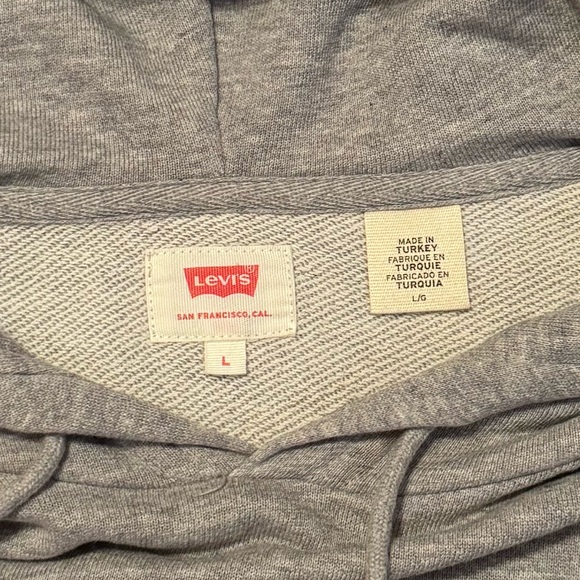 LEVI'S®
SAN FRANCISCO, CAL.
L
MADE IN
TURKEY
FABRIQUE EN
TURQUIE
FABRICADO EN
TURQUIA
L/G